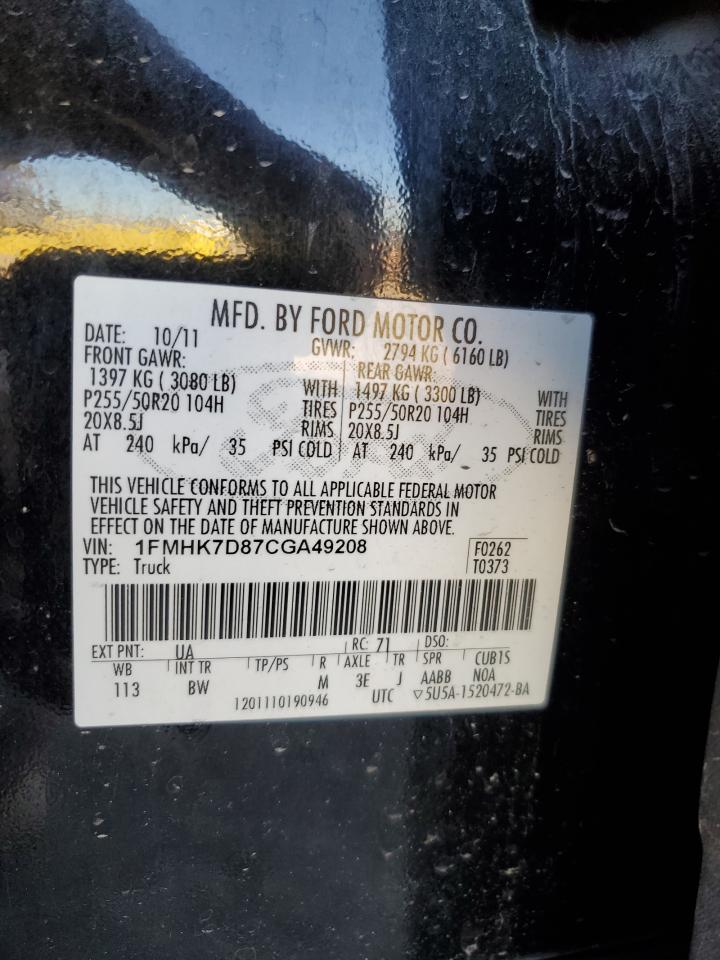 MFD. BY FORD MOTOR CO.
DATE: 10/11 GVWR: 2794 KG ( 6160 LB)
FRONT GAWR: REAR GAWR:
1397 KG ( 3080 LB) WITH 1497 KG ( 3300 LB) WITH
P255/50R20 104H TIRES P255/50R20 104H TIRES
20X8.5J RIMS 20X8.5J RIMS
AT 240 kPa/ 35 PSI COLD AT 240 kPa/ 35 PSI COLD
THIS VEHICLE CONFORMS TO ALL APPLICABLE FEDERAL MOTOR
VEHICLE SAFETY AND THEFT PREVENTION STANDARDS IN
EFFECT ON THE DATE OF MANUFACTURE SHOWN ABOVE.
VIN: 1FMHK7D87CGA49208 F0262
TYPE: Truck T0373
EXT PNT: UA RC: 71 DSO:
WB INT TR TP/PS R AXLE TR SPR CUB1S
113 BW M 3E J AABB NOA
1201110190946 UTC ▽5U5A-1520472-BA